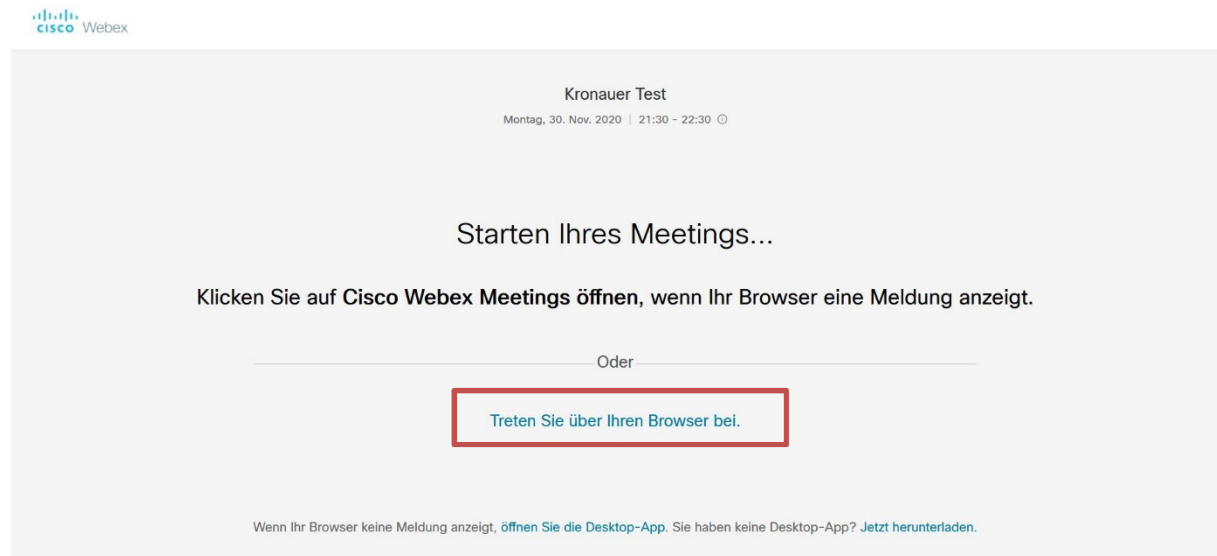 cisco Webex
Kronauer Test
Montag, 30. Nov. 2020 | 21:30 - 22:30
Starten Ihres Meetings...
Klicken Sie auf Cisco Webex Meetings öffnen, wenn Ihr Browser eine Meldung anzeigt.
Oder
Treten Sie über Ihren Browser bei.
Wenn Ihr Browser keine Meldung anzeigt, öffnen Sie die Desktop-App. Sie haben keine Desktop-App? Jetzt herunterladen.